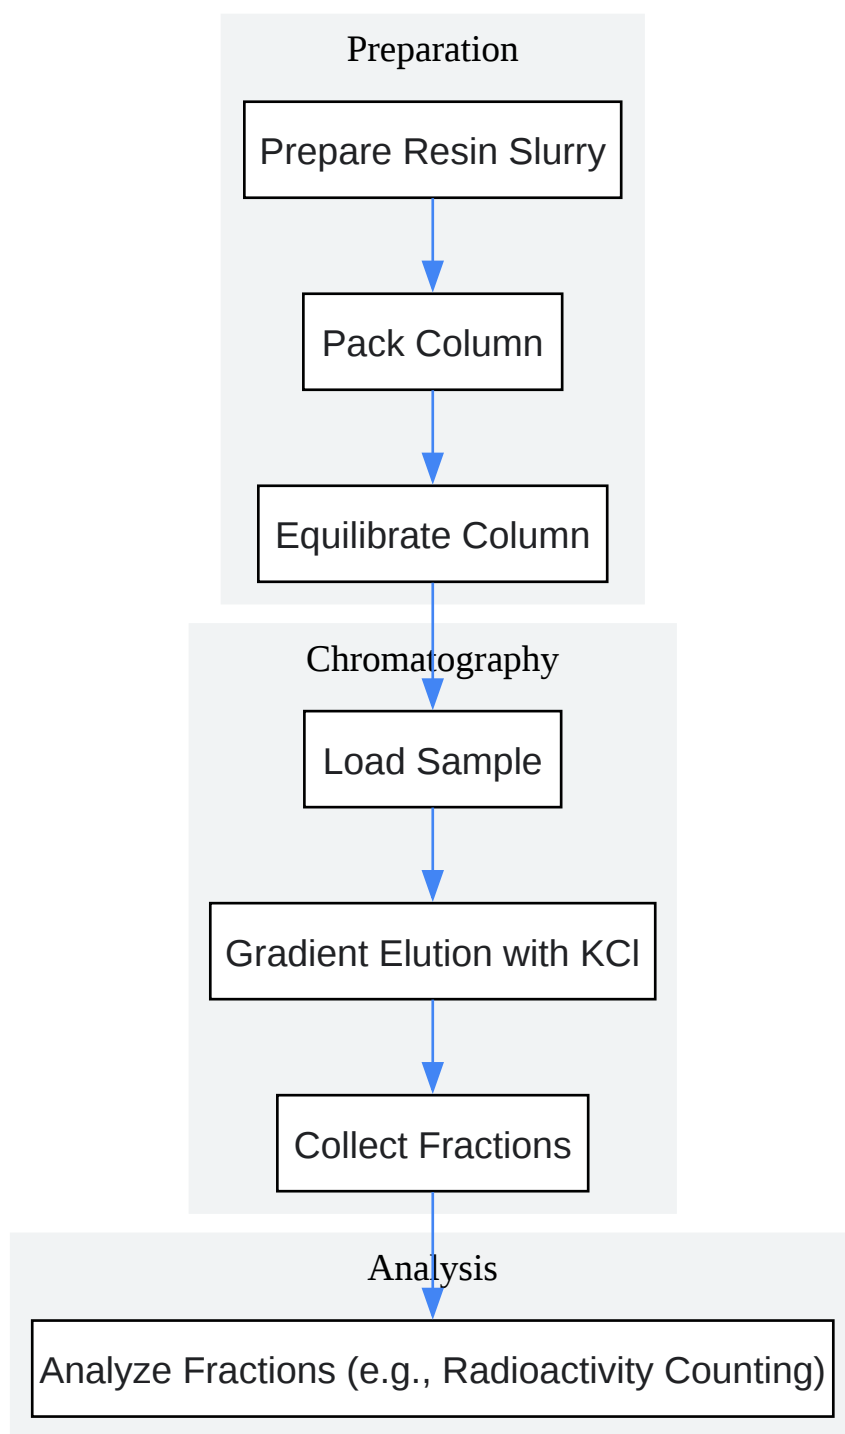 Preparation
Prepare Resin Slurry
Pack Column
Equilibrate Column
Chromatography
Load Sample
Gradient Elution with KCl
Collect Fractions
Analysis
Analyze Fractions (e.g., Radioactivity Counting)